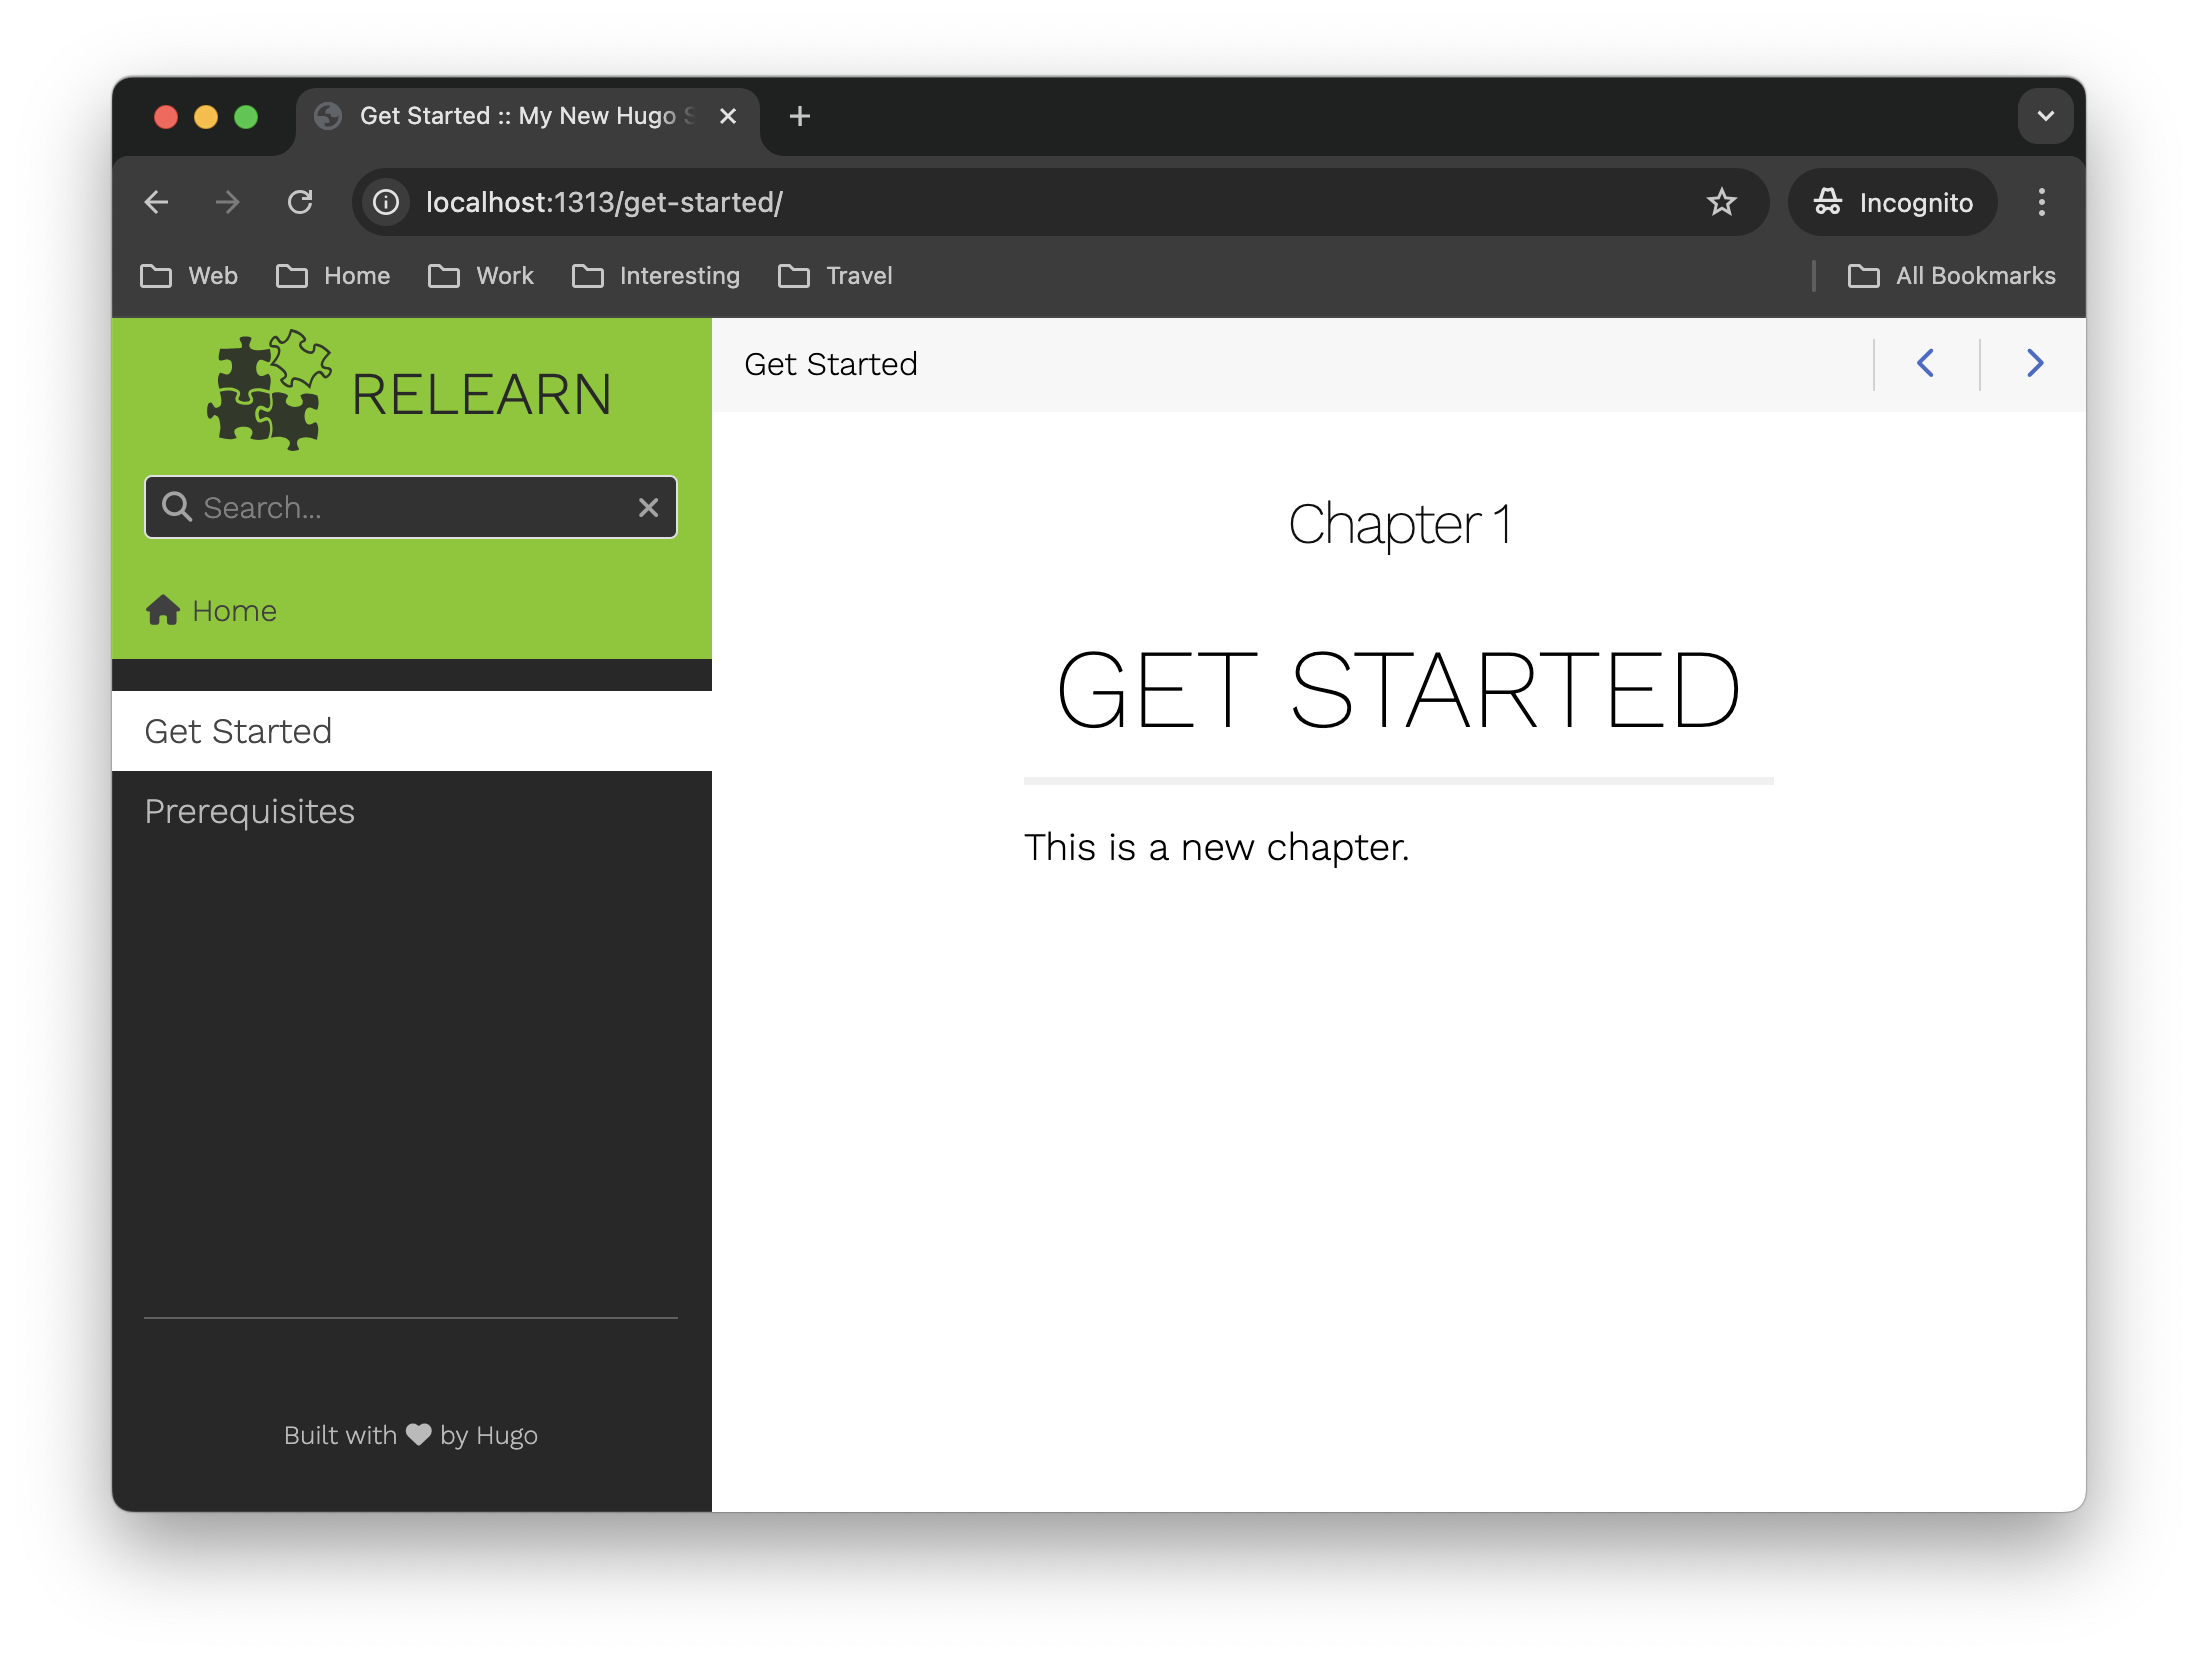 Get Started :: My New Hugo S
localhost:1313/get-started/
Incognito
Web Home Work Interesting Travel All Bookmarks
RELEARN
Search...
Home
Get Started
Prerequisites
Built with ♥ by Hugo
Get Started
Chapter 1
GET STARTED
This is a new chapter.